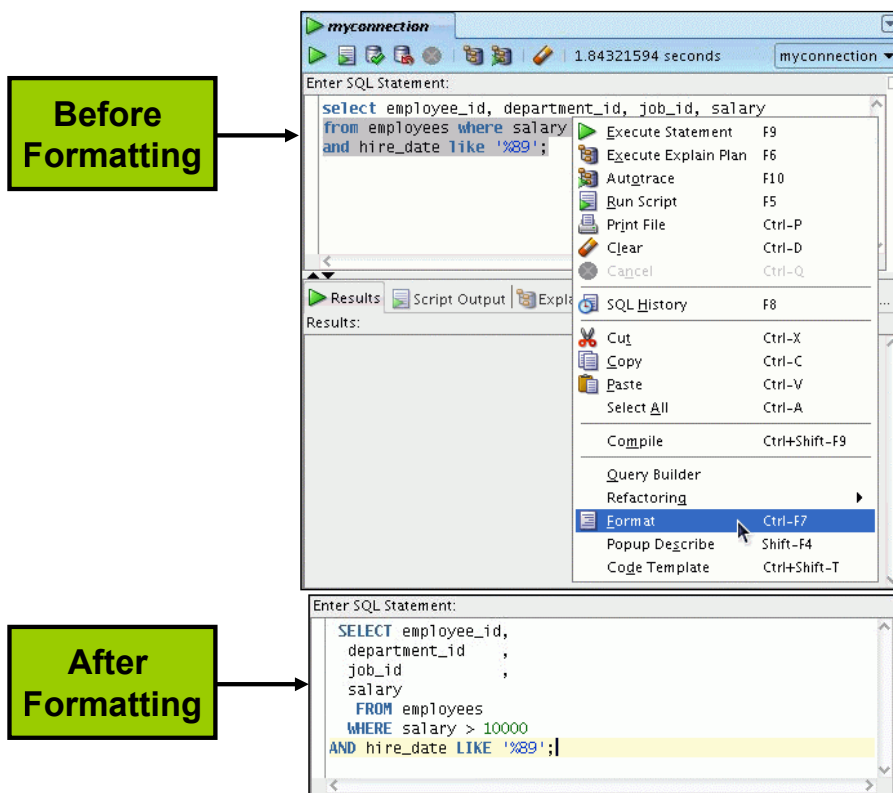 Before
Formatting
myconnection
1.84321594 seconds
myconnection
Enter SQL Statement:
select employee_id, department_id, job_id, salary
from employees where salary
and hire_date like '%89';
Execute Statement F9
Execute Explain Plan F6
Autotrace F10
Run Script F5
Print File Ctrl-P
Clear Ctrl-D
Cancel Ctrl-Q
SQL History F8
Cut Ctrl-X
Copy Ctrl-C
Paste Ctrl-V
Select All Ctrl-A
Compile Ctrl+Shift-F9
Query Builder
Refactoring
Format Ctrl-F7
Popup Describe Shift-F4
Code Template Ctrl+Shift-T
Results Script Output Expla ...
Results:
After
Formatting
Enter SQL Statement:
SELECT employee_id,
department_id ,
job_id ,
salary
FROM employees
WHERE salary > 10000
AND hire_date LIKE '%89';